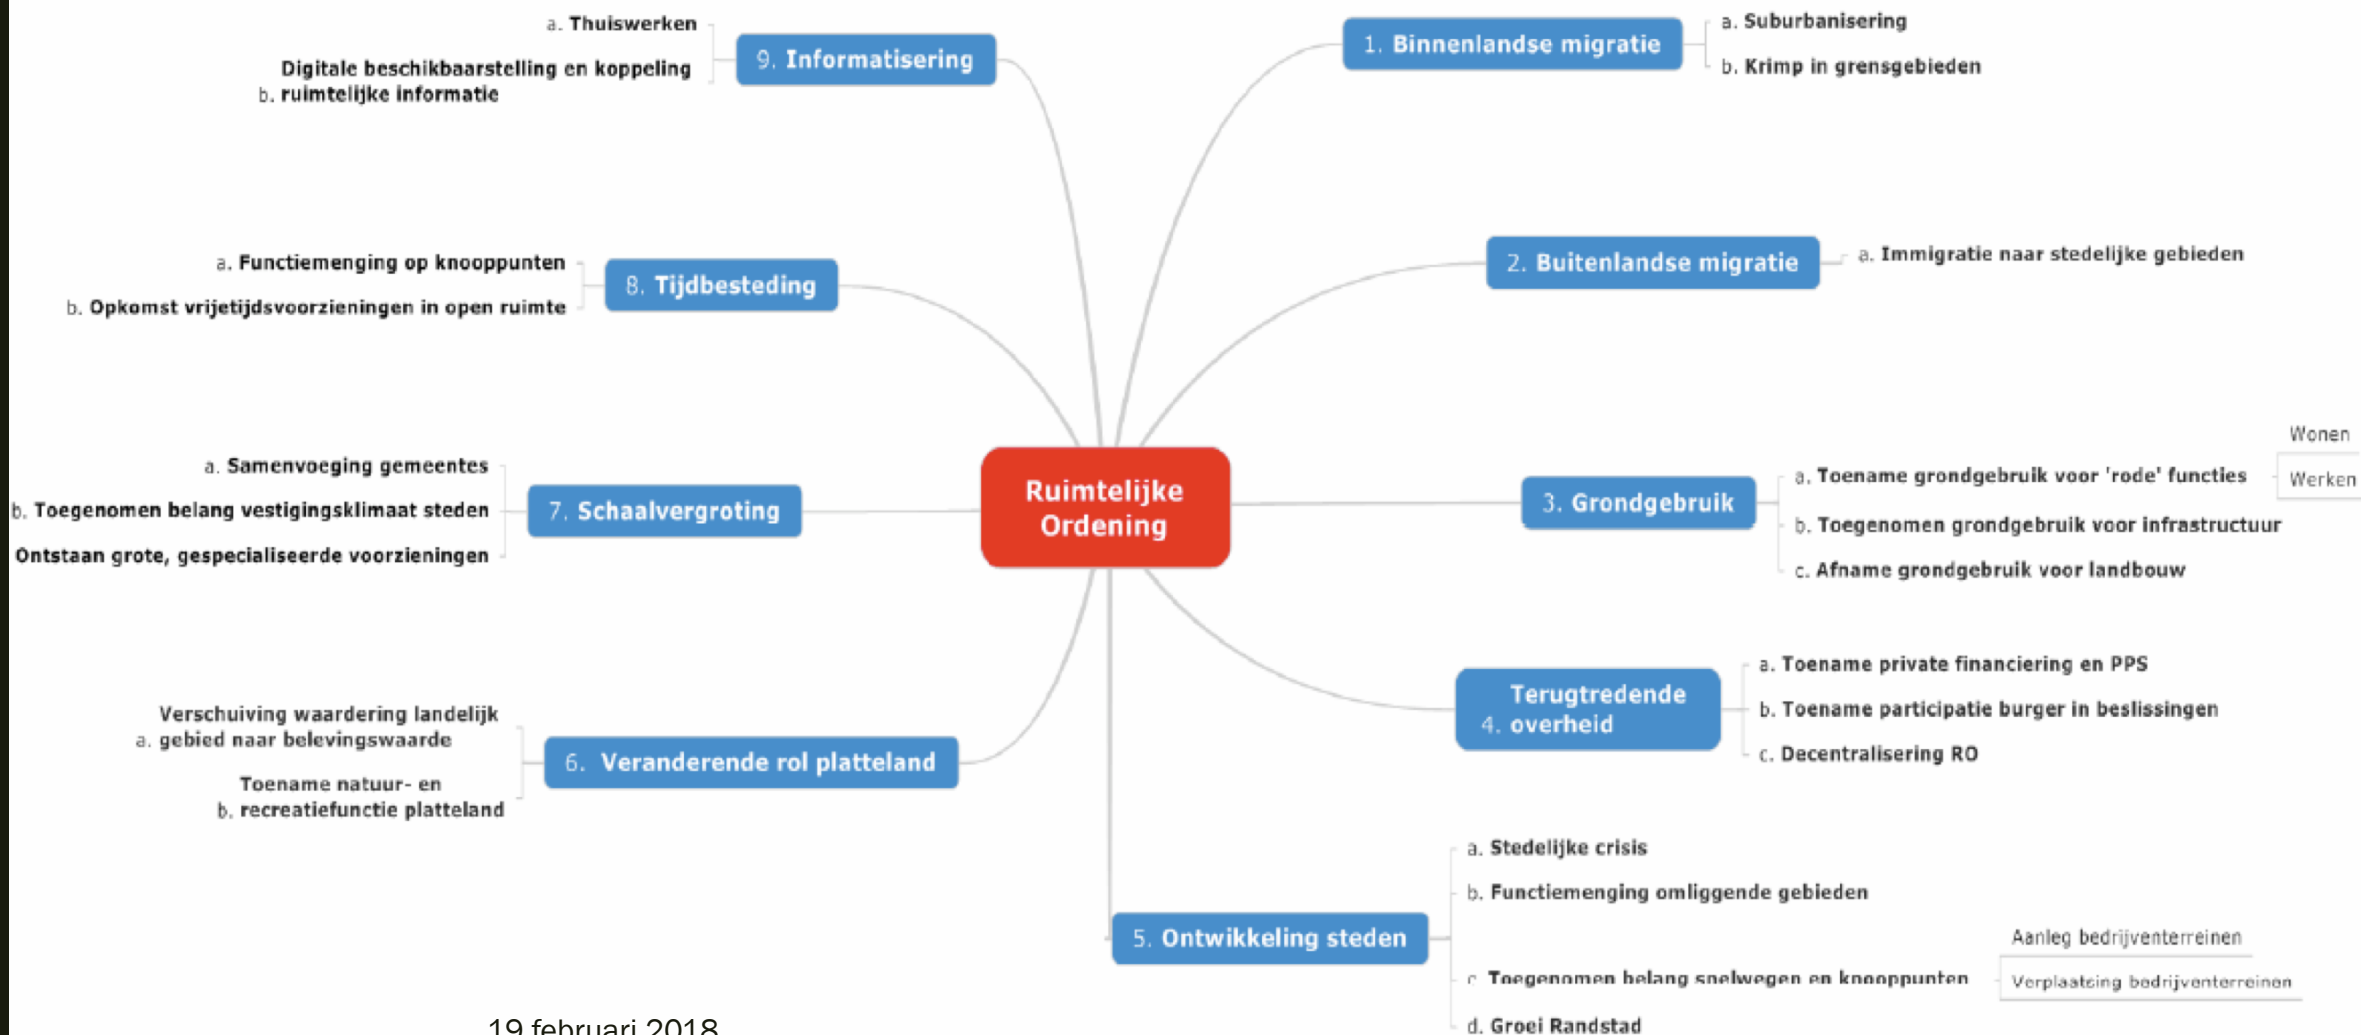 Ruimtelijke
Ordening
1. Binnenlandse migratie
a. Suburbanisering
b. Krimp in grensgebieden
2. Buitenlandse migratie
a. Immigratie naar stedelijke gebieden
3. Grondgebruik
a. Toename grondgebruik voor 'rode' functies
Wonen
Werken
b. Toegenomen grondgebruik voor infrastructuur
c. Afname grondgebruik voor landbouw
Terugtredende
4. overheid
a. Toename private financiering en PPS
b. Toename participatie burger in beslissingen
c. Decentralisering RO
5. Ontwikkeling steden
a. Stedelijke crisis
b. Functiemenging omliggende gebieden
c Toegenomen belang snelwegen en knooppunten
Aanleg bedrijventerreinen
Verplaatsing bedrijventerreinen
d. Groei Randstad
6. Veranderende rol platteland
Verschuiving waardering landelijk
a. gebied naar belevingswaarde
Toename natuur- en
b. recreatiefunctie platteland
7. Schaalvergroting
a. Samenvoeging gemeentes
b. Toegenomen belang vestigingsklimaat steden
Ontstaan grote, gespecialiseerde voorzieningen
8. Tijdbesteding
a. Functiemenging op knooppunten
b. Opkomst vrijetijdsvoorzieningen in open ruimte
9. Informatisering
a. Thuiswerken
Digitale beschikbaarstelling en koppeling
b. ruimtelijke informatie
19 februari 2018